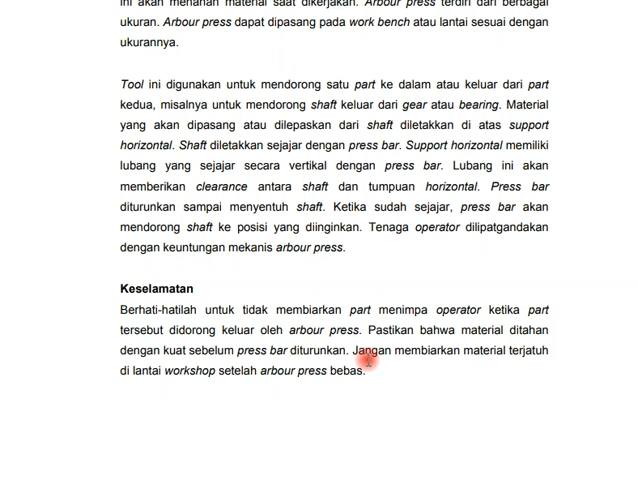 ini akan menahan material saat dikerjakan. Arbour press terdiri dari berbagai
ukuran. Arbour press dapat dipasang pada work bench atau lantai sesuai dengan
ukurannya.
Tool ini digunakan untuk mendorong satu part ke dalam atau keluar dari part
kedua, misalnya untuk mendorong shaft keluar dari gear atau bearing. Material
yang akan dipasang atau dilepaskan dari shaft diletakkan di atas support
horizontal. Shaft diletakkan sejajar dengan press bar. Support horizontal memiliki
lubang yang sejajar secara vertikal dengan press bar. Lubang ini akan
memberikan clearance antara shaft dan tumpuan horizontal. Press bar
diturunkan sampai menyentuh shaft. Ketika sudah sejajar, press bar akan
mendorong shaft ke posisi yang diinginkan. Tenaga operator dilipatgandakan
dengan keuntungan mekanis arbour press.
Keselamatan
Berhati-hatilah untuk tidak membiarkan part menimpa operator ketika part
tersebut didorong keluar oleh arbour press. Pastikan bahwa material ditahan
dengan kuat sebelum press bar diturunkan. Jangan membiarkan material terjatuh
di lantai workshop setelah arbour press bebas.